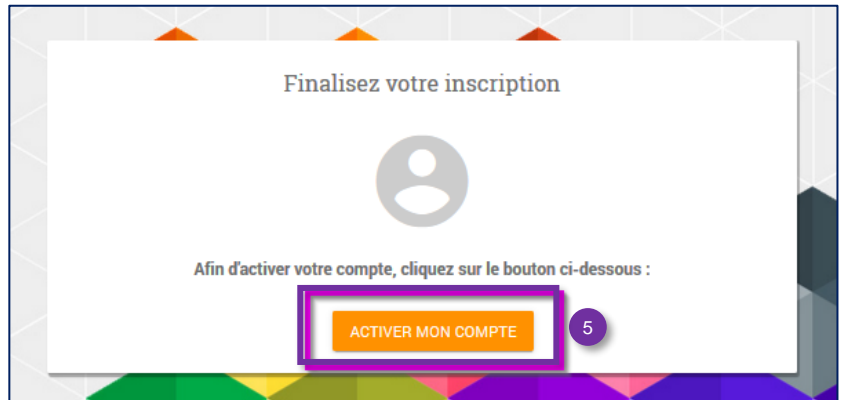 Finalisez votre inscription
Afin d'activer votre compte, cliquez sur le bouton ci-dessous :
ACTIVER MON COMPTE
5